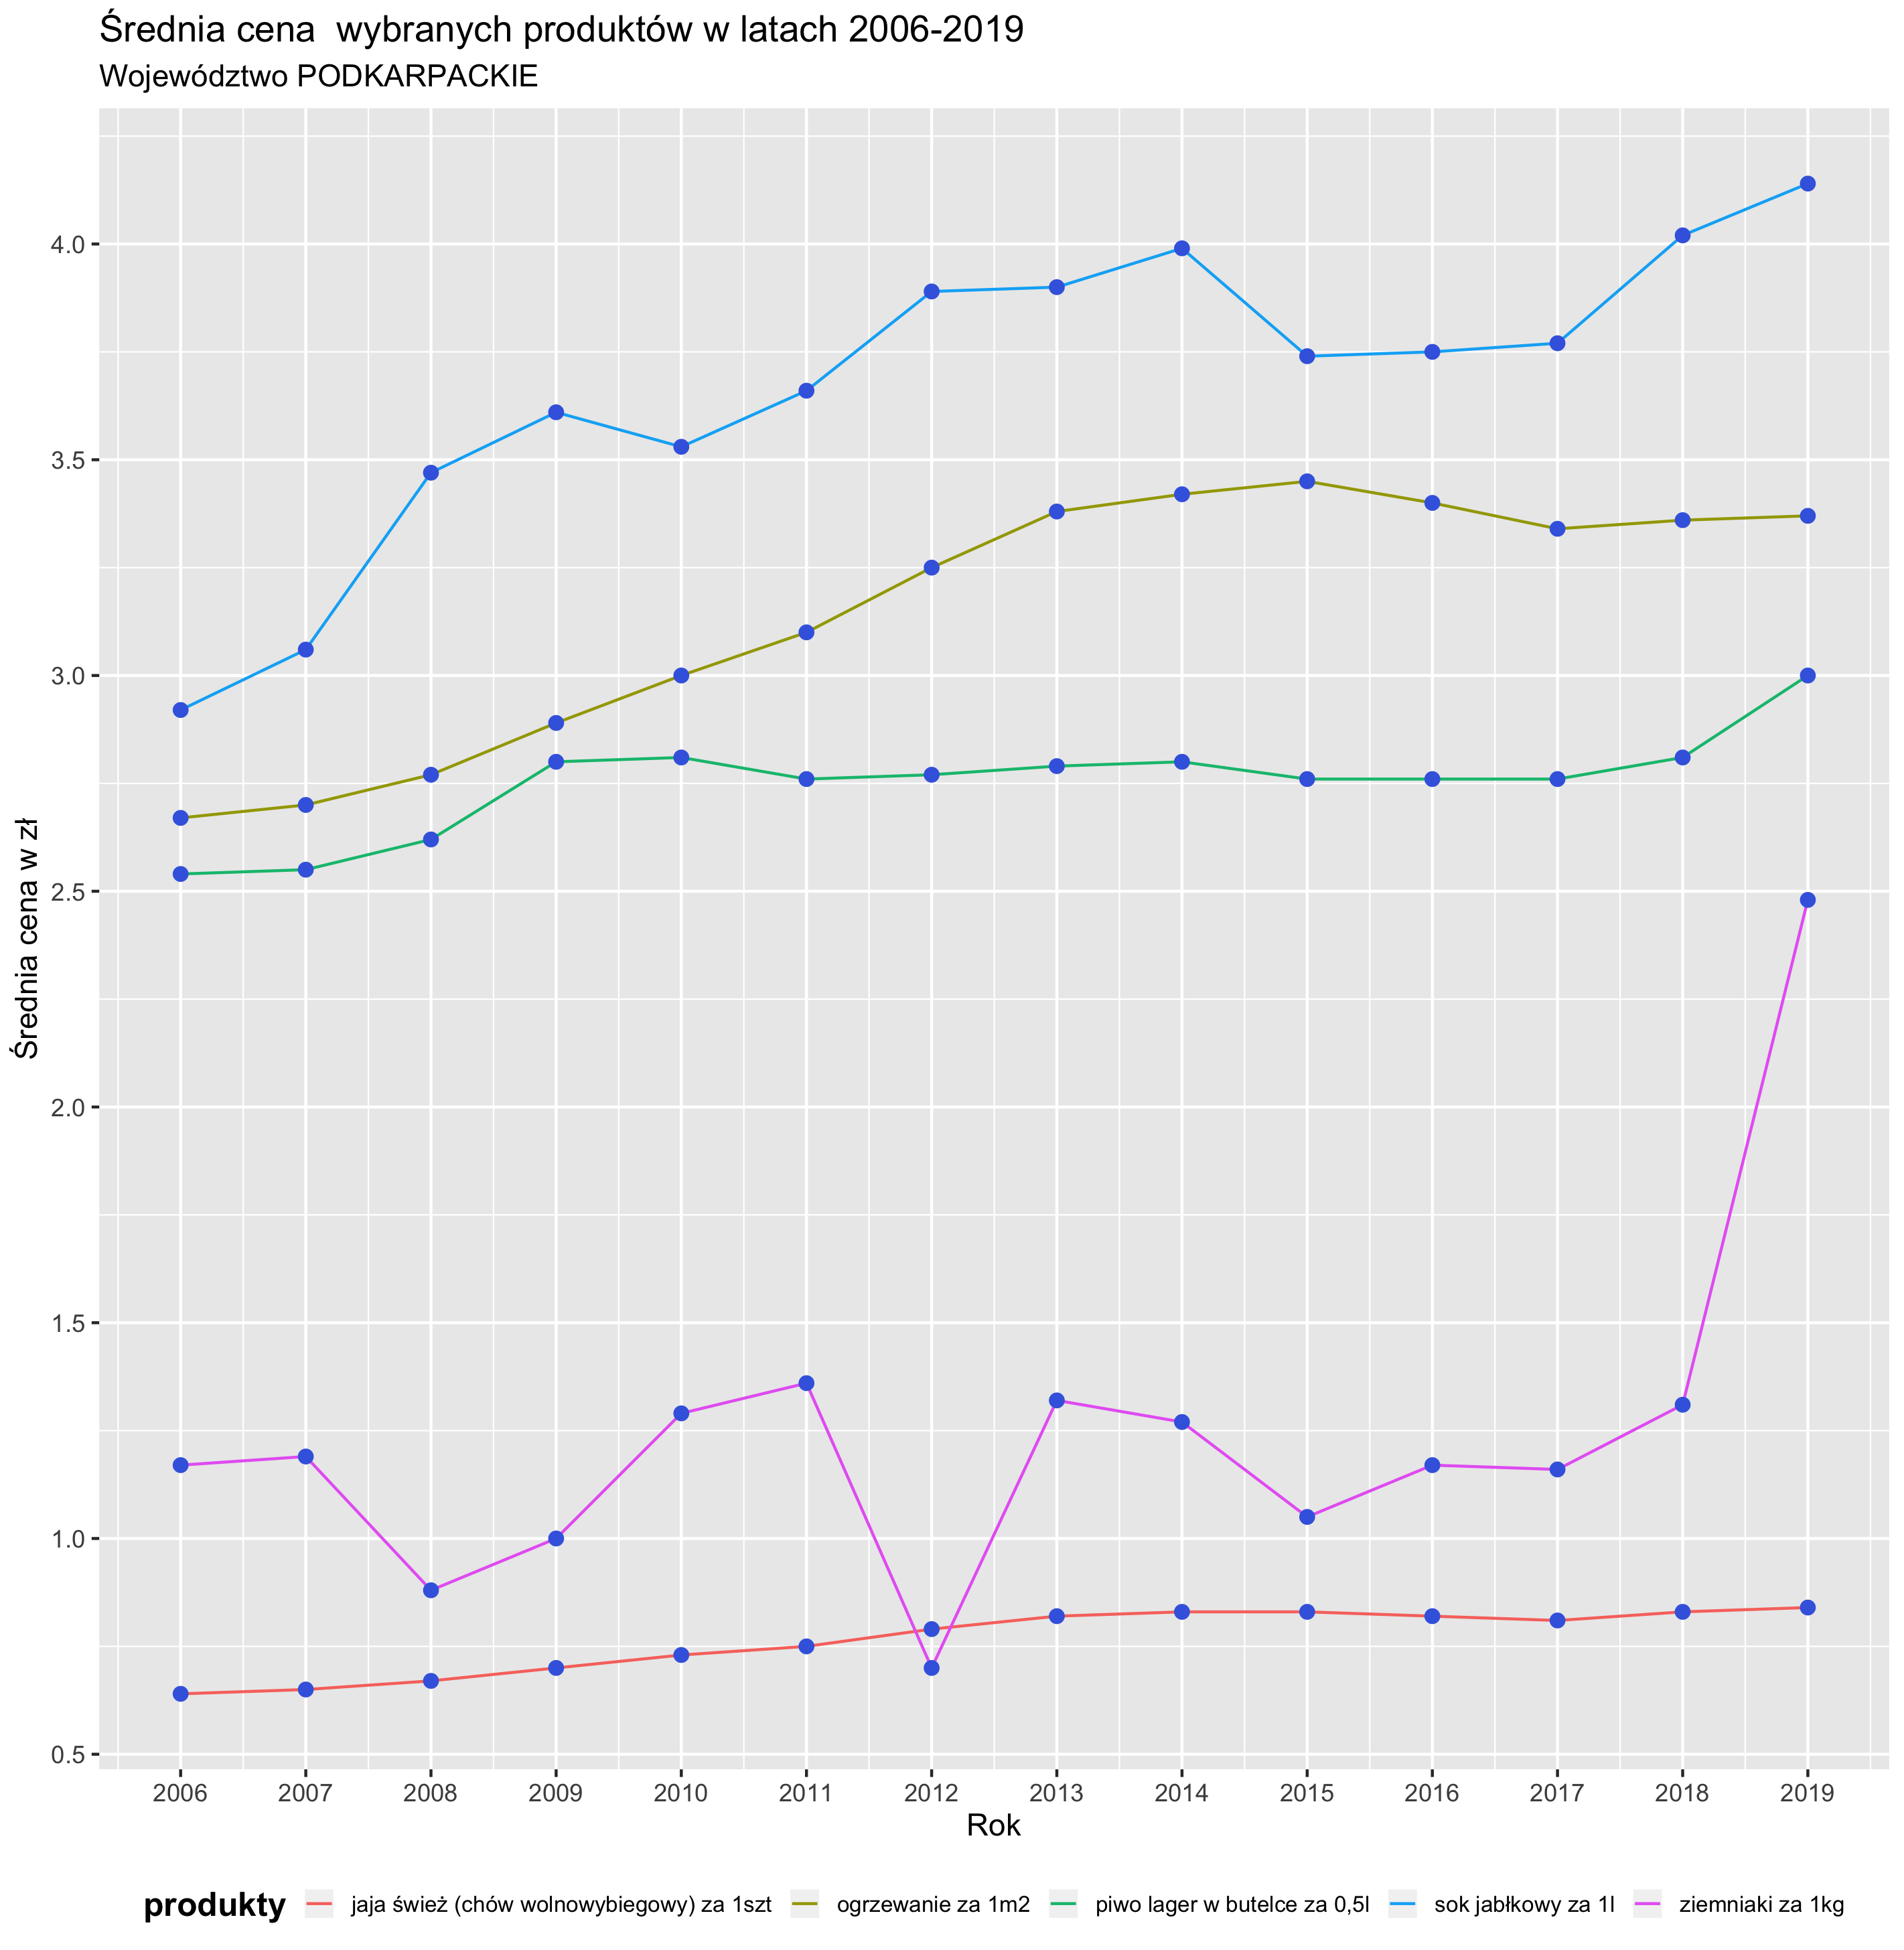 Średnia cena  wybranych produktów w latach 2006-2019
Województwo PODKARPACKIE
Średnia cena w zł
4.0
3.5
3.0
2.5
2.0
1.5
1.0
0.5
2006 2007 2008 2009 2010 2011 2012 2013 2014 2015 2016 2017 2018 2019
Rok
produkty jaja śwież (chów wolnowybiegowy) za 1szt ogrzewanie za 1m2 piwo lager w butelce za 0,5l sok jabłkowy za 1l ziemniaki za 1kg